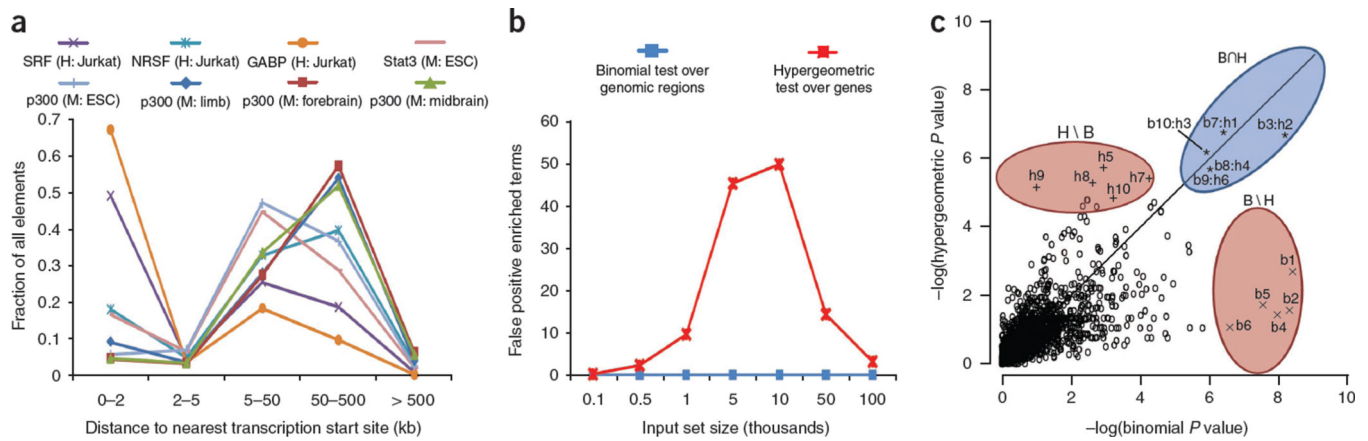 a
SRF (H: Jurkat) NRSF (H: Jurkat) GABP (H: Jurkat) Stat3 (M: ESC)
p300 (M: ESC) p300 (M: limb) p300 (M: forebrain) p300 (M: midbrain)
Fraction of all elements
0.7
0.6
0.5
0.4
0.3
0.2
0.1
0
0–2 2–5 5–50 50–500 > 500
Distance to nearest transcription start site (kb)
b
Binomial test over
genomic regions
Hypergeometric
test over genes
False positive enriched terms
60
50
40
30
20
10
0
0.1 0.5 1 5 10 50 100
Input set size (thousands)
c
–log(hypergeometric P value)
10
8
6
4
2
0
B∩H
b10:h3 b7:h1 b3:h2
b8:h4
b9:h6
H \ B
h5
h9 h8 h7
h10
B \ H
b1
b5 b2
b6 b4
0 2 4 6 8 10
–log(binomial P value)